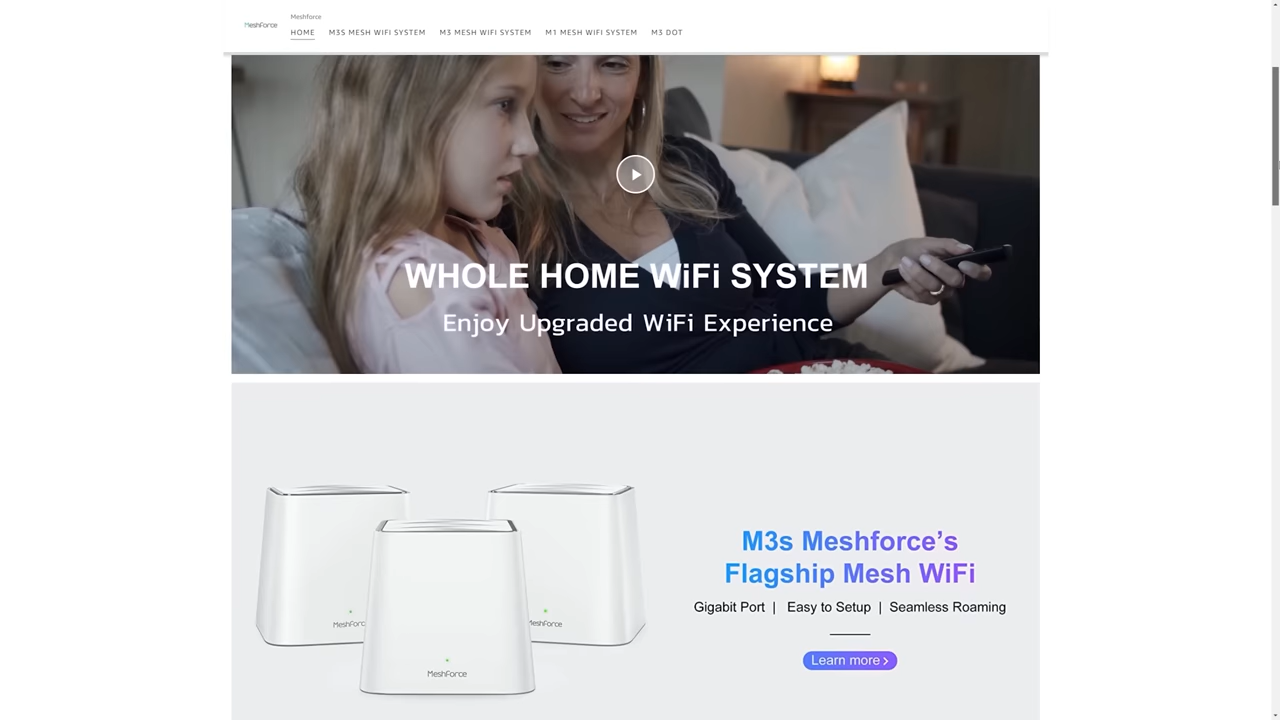 MeshForce
Meshforce
HOME M3S MESH WIFI SYSTEM M3 MESH WIFI SYSTEM M1 MESH WIFI SYSTEM M3 DOT
WHOLE HOME WiFi SYSTEM
Enjoy Upgraded WiFi Experience
M3s Meshforce's
Flagship Mesh WiFi
Gigabit Port | Easy to Setup | Seamless Roaming
MeshForce
MeshForce
Learn more >
MeshForce